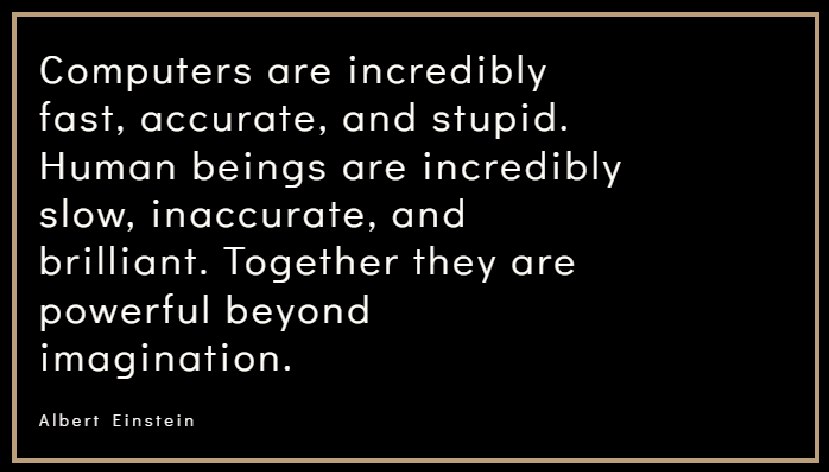 Computers are incredibly
fast, accurate, and stupid.
Human beings are incredibly
slow, inaccurate, and
brilliant. Together they are
powerful beyond
imagination.
Albert Einstein